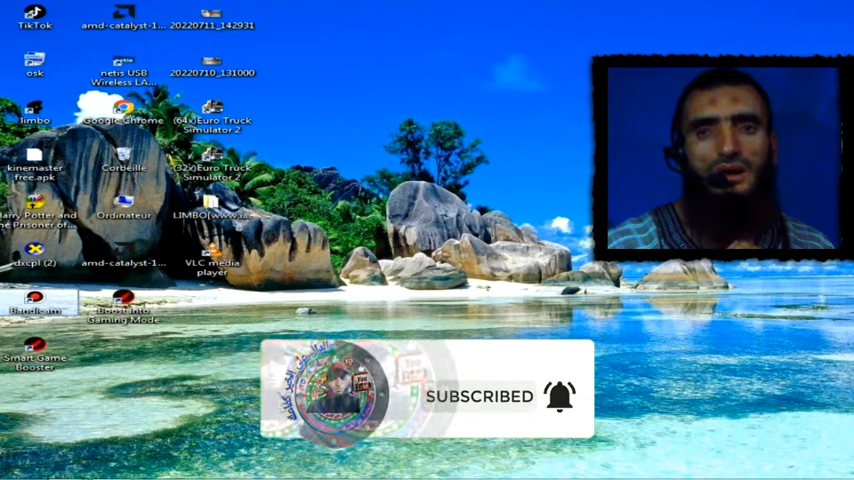 TikTok
amd-catalyst-1...
20220711_142931
osk
netis USB
Wireless LA...
20220710_131000
limbo
Google Chrome
(64x)Euro Truck
Simulator 2
kinemaster
free.apk
Corbeille
(32x)Euro Truck
Simulator 2
Harry Potter and
he Prisoner of...
Ordinateur
LIMBO[www.i...
dxcpl (2)
amd-catalyst-1...
VLC media
player
Bandicam
Boost Into
Gaming Mode
Smart Game
Booster
SUBSCRIBED